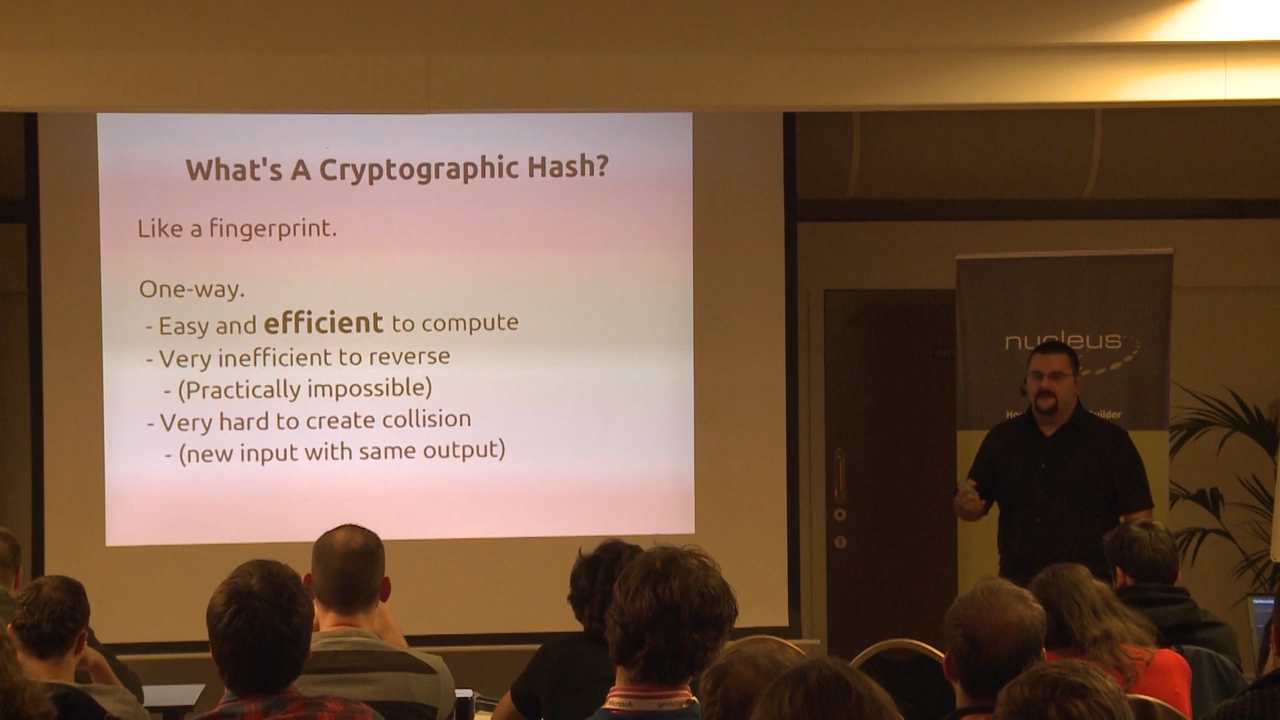 What's A Cryptographic Hash?
Like a fingerprint.
One-way.
- Easy and efficient to compute
- Very inefficient to reverse
- (Practically impossible)
- Very hard to create collision
- (new input with same output)
nucleus
Microsoft